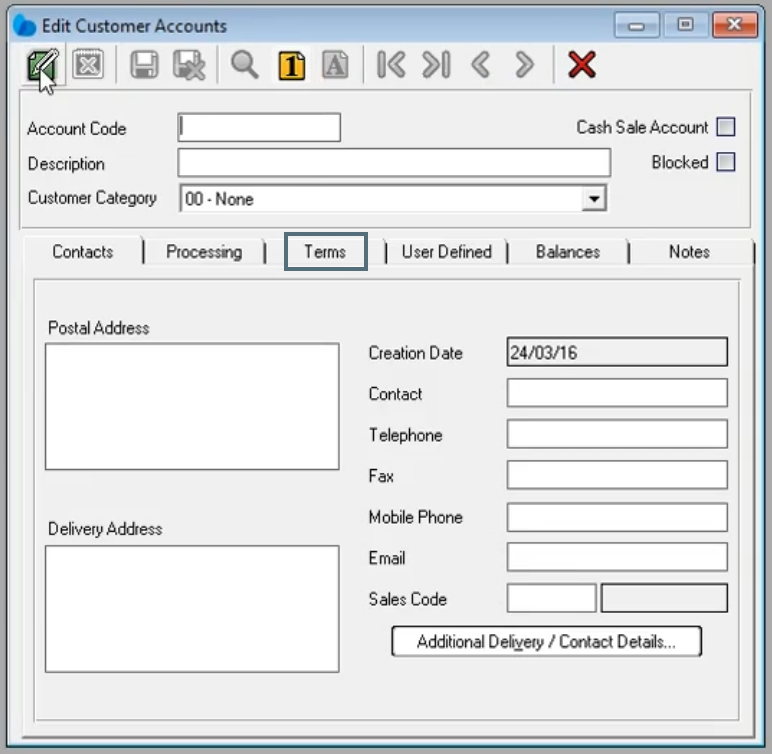 Edit Customer Accounts
1 A
Account Code
Cash Sale Account
Description
Blocked
Customer Category 00 - None
Contacts Processing Terms User Defined Balances Notes
Postal Address
Creation Date 24/03/16
Contact
Telephone
Fax
Mobile Phone
Delivery Address
Email
Sales Code
Additional Delivery / Contact Details...